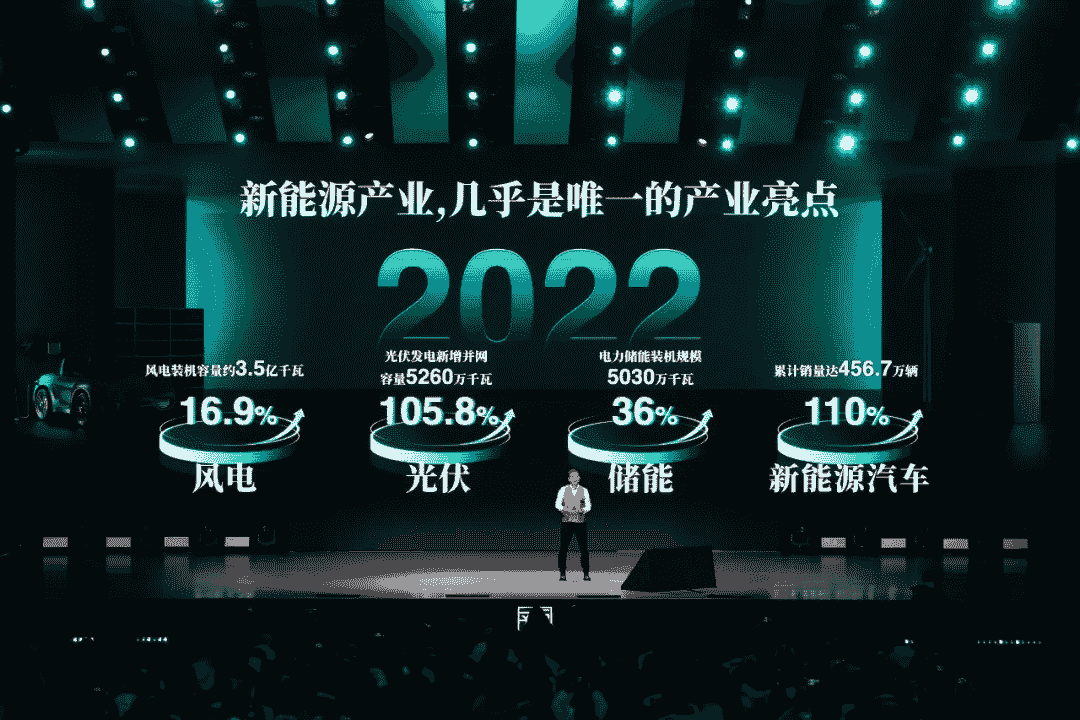 新能源产业,几乎是唯一的产业亮点
2022
风电装机容量约3.5亿千瓦
16.9%
风电
光伏发电新增并网
容量5260万千瓦
105.8%
光伏
电力储能装机规模
5030万千瓦
36%
储能
累计销量达456.7万辆
110%
新能源汽车